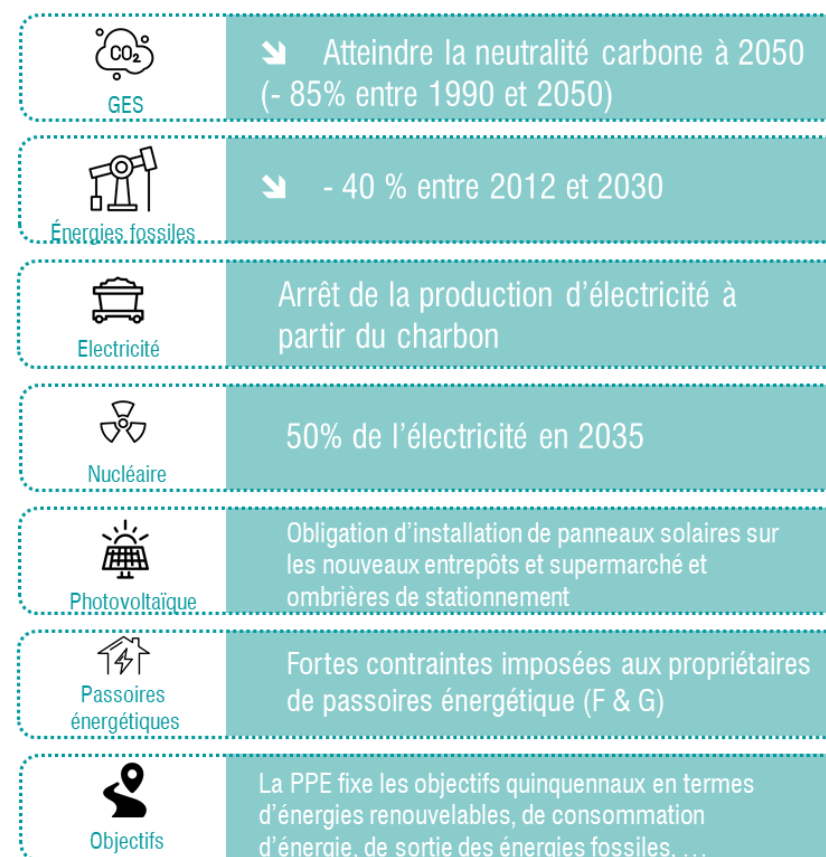 CO2
GES
Atteindre la neutralité carbone à 2050
(- 85% entre 1990 et 2050)
Énergies fossiles
- 40 % entre 2012 et 2030
Electricité
Arrêt de la production d’électricité à
partir du charbon
Nucléaire
50% de l’électricité en 2035
Photovoltaïque
Obligation d’installation de panneaux solaires sur
les nouveaux entrepôts et supermarché et
ombrières de stationnement
Passoires
énergétiques
Fortes contraintes imposées aux propriétaires
de passoires énergétique (F & G)
Objectifs
La PPE fixe les objectifs quinquennaux en termes
d’énergies renouvelables, de consommation
d’énergie, de sortie des énergies fossiles, ...